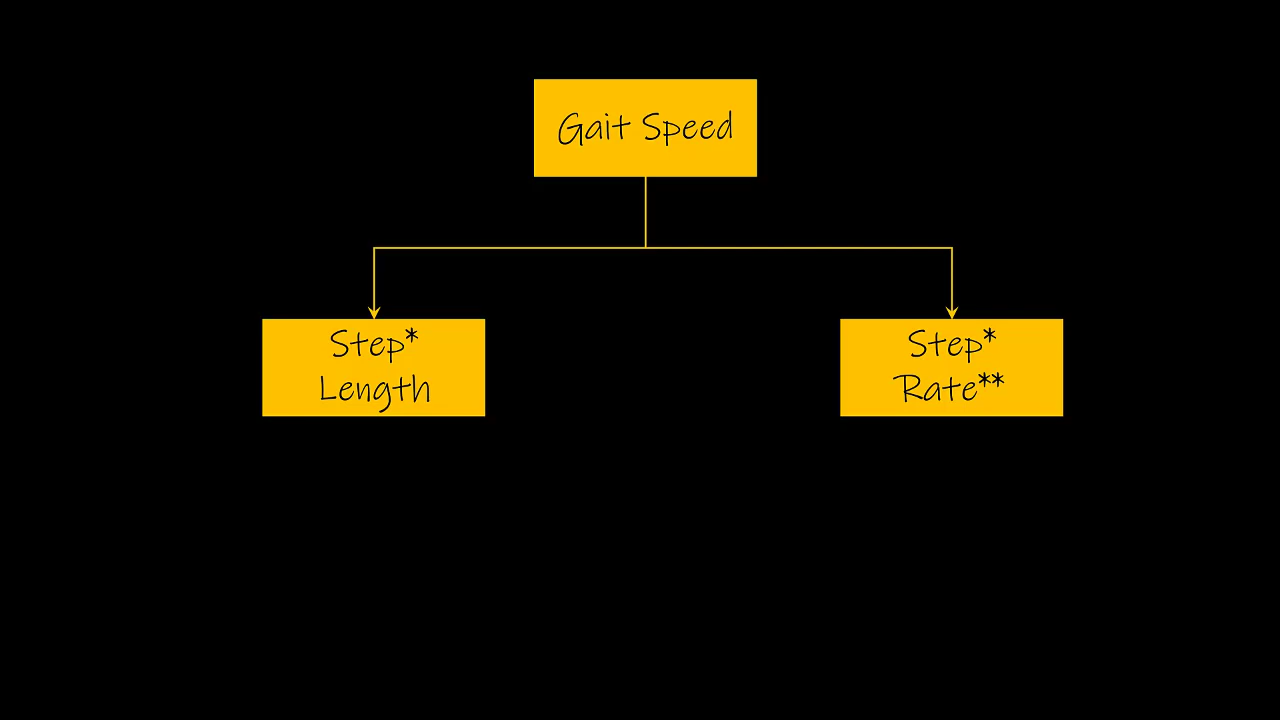 Gait Speed
Step*
Length
Step*
Rate**